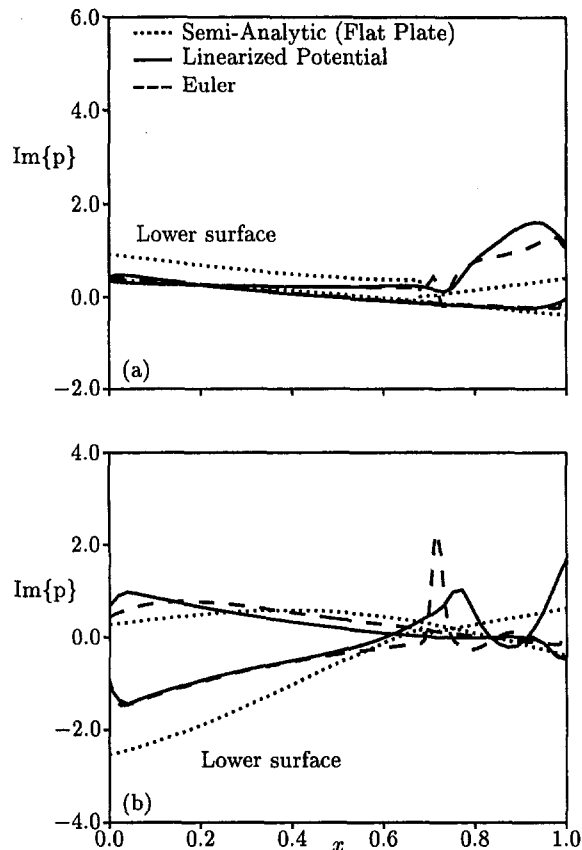 6.0
Semi-Analytic (Flat Plate)
Linearized Potential
Euler
4.0
Im{p}
2.0
Lower surface
0.0
(a)
−2.0
4.0
2.0
Im{p}
0.0
−2.0
Lower surface
(b)
−4.0
0.0 0.2 0.4 x 0.6 0.8 1.0